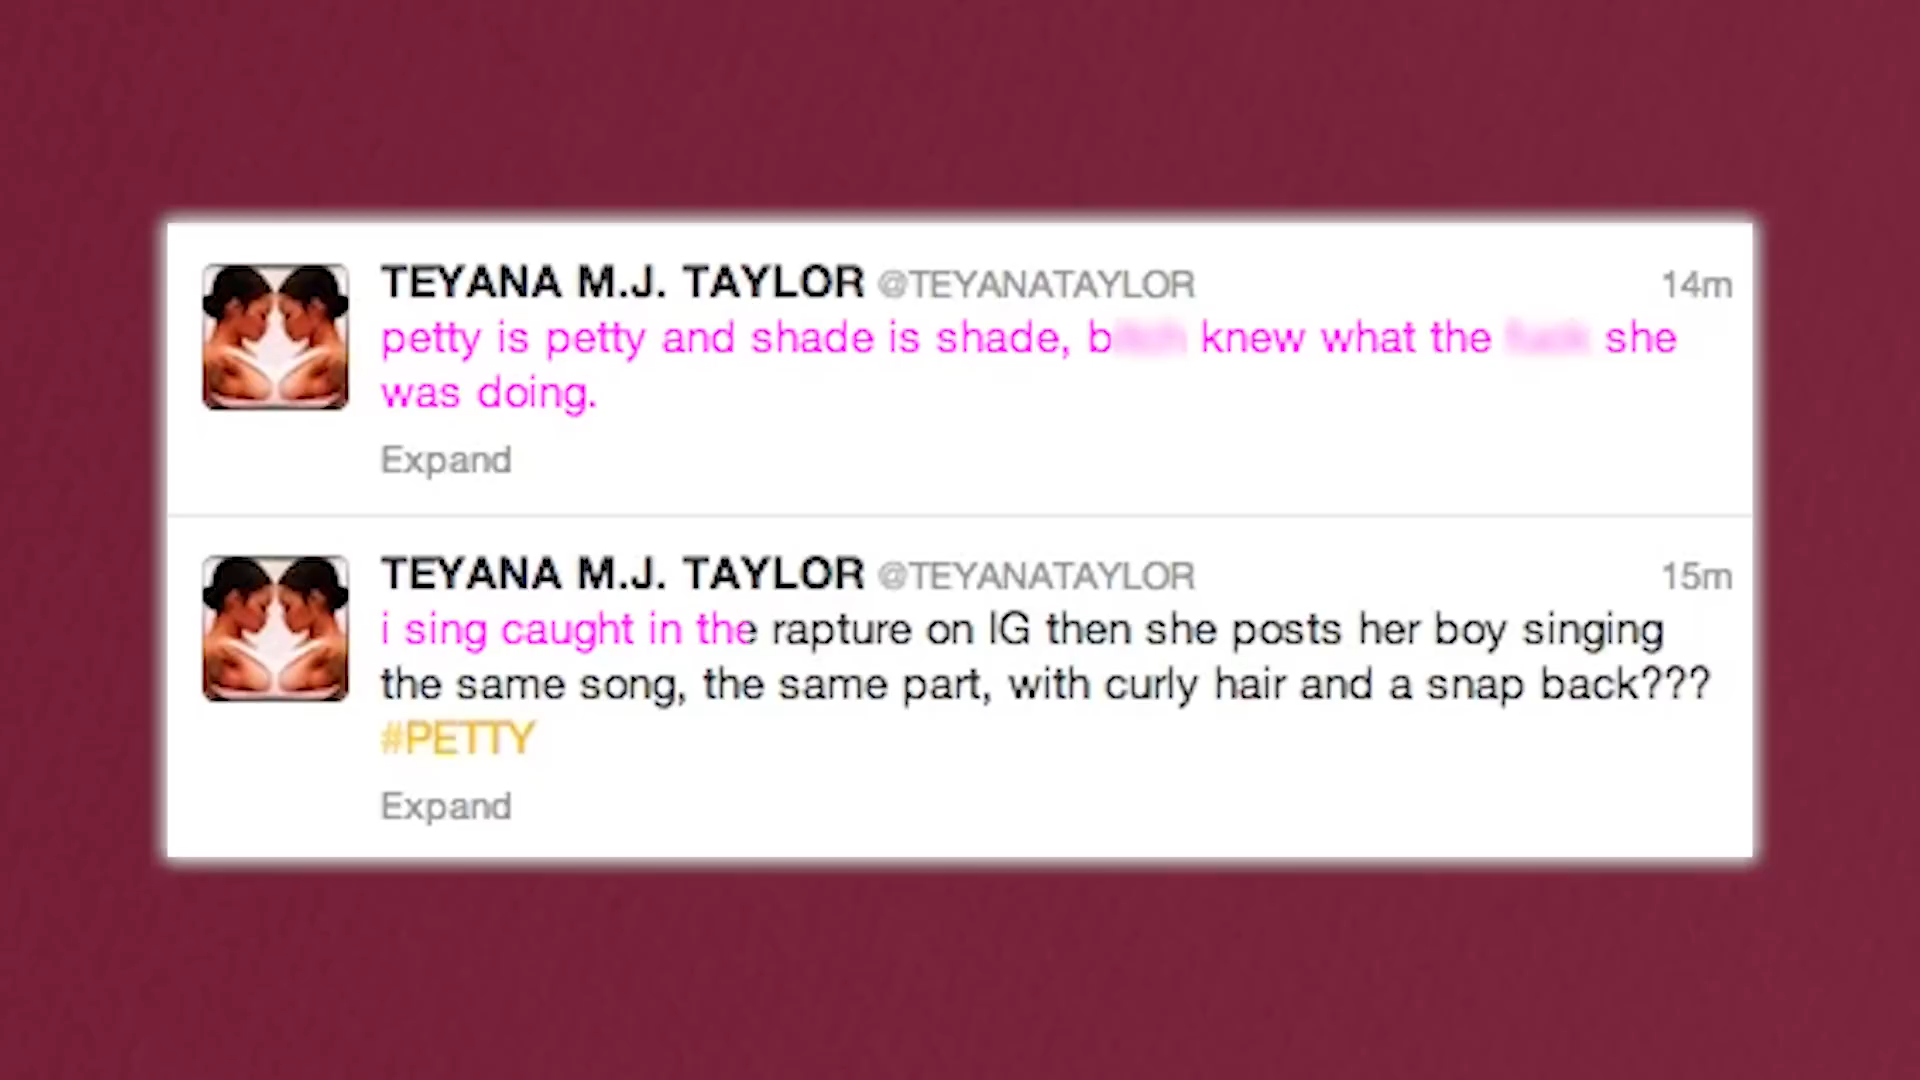 TEYANA M.J. TAYLOR @TEYANATAYLOR 14m
petty is petty and shade is shade, b knew what the she
was doing.
Expand
TEYANA M.J. TAYLOR @TEYANATAYLOR 15m
i sing caught in the rapture on IG then she posts her boy singing
the same song, the same part, with curly hair and a snap back???
#PETTY
Expand